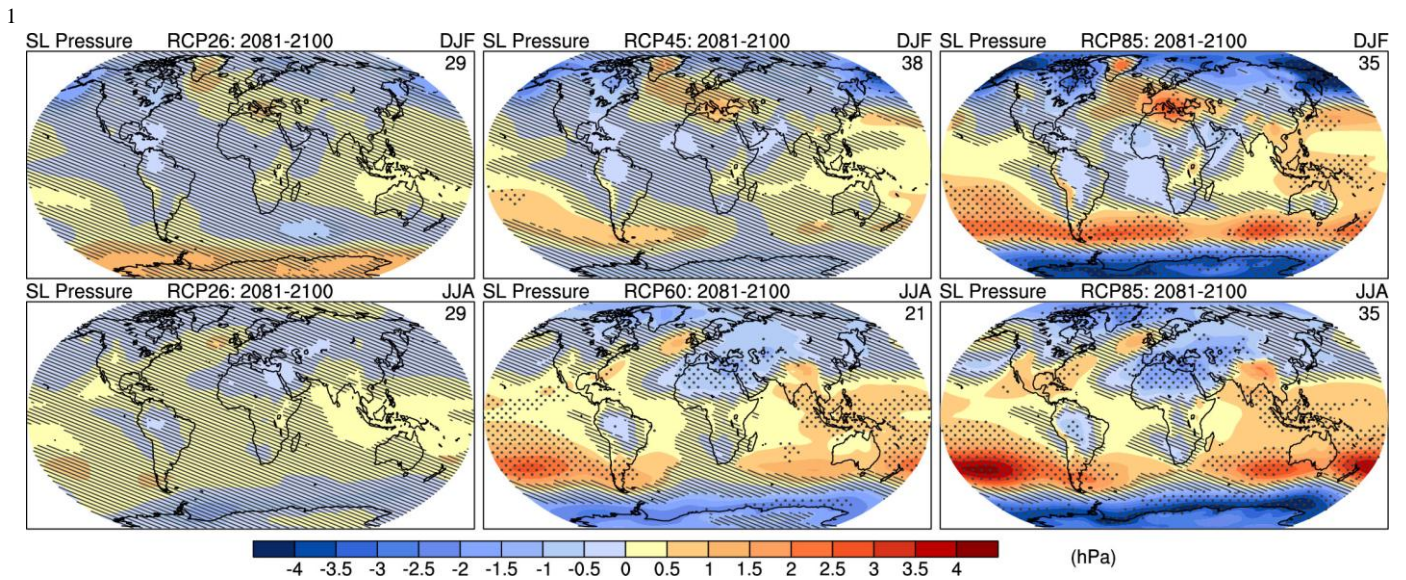 1
SL Pressure RCP26: 2081-2100 DJF
29
SL Pressure RCP45: 2081-2100 DJF
38
SL Pressure RCP85: 2081-2100 DJF
35
SL Pressure RCP26: 2081-2100 JJA
29
SL Pressure RCP60: 2081-2100 JJA
21
SL Pressure RCP85: 2081-2100 JJA
35
-4 -3.5 -3 -2.5 -2 -1.5 -1 -0.5 0 0.5 1 1.5 2 2.5 3 3.5 4 (hPa)